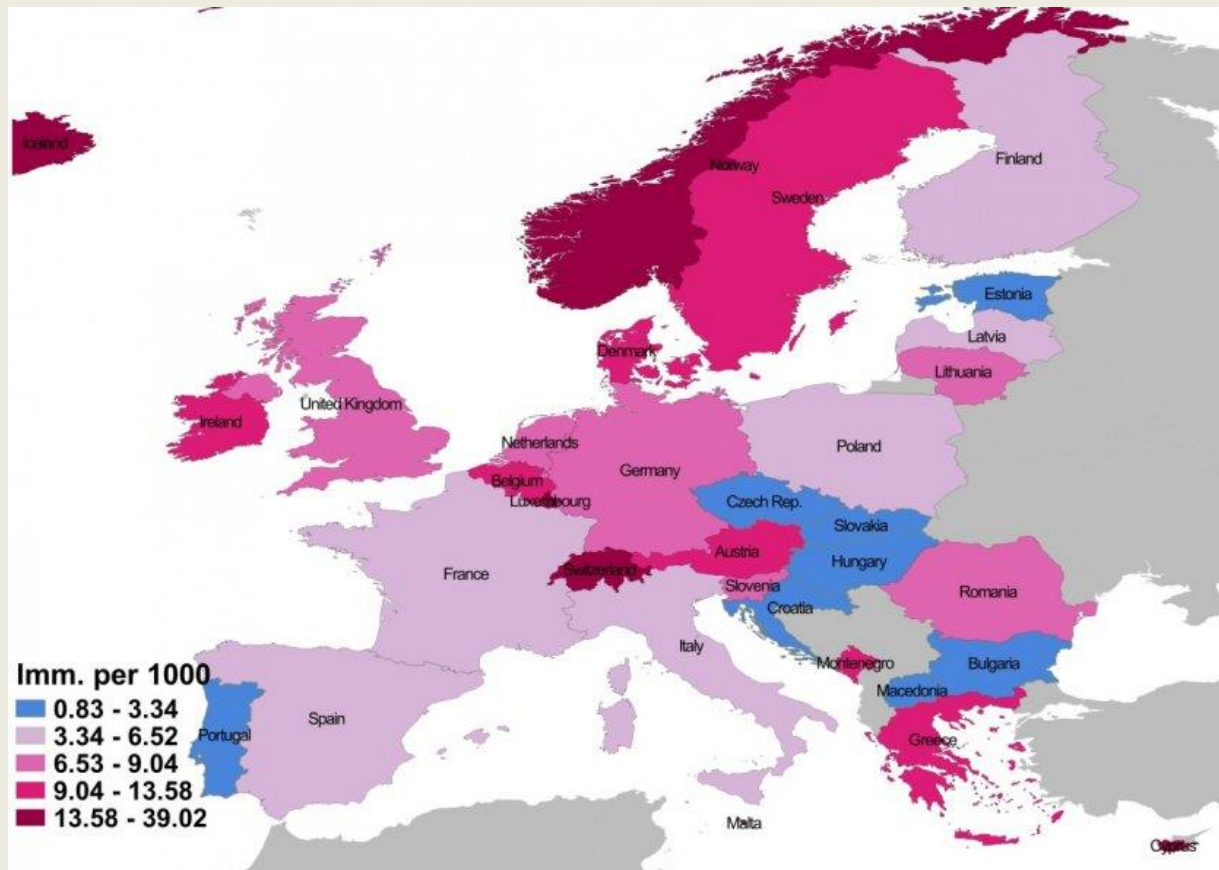 Iceland
Norway
Sweden
Finland
Estonia
Latvia
Lithuania
Denmark
United Kingdom
Ireland
Netherlands
Belgium
Luxembourg
Germany
Poland
Czech Rep.
Slovakia
Austria
Hungary
Switzerland
France
Slovenia
Croatia
Romania
Italy
Montenegro
Bulgaria
Macedonia
Greece
Spain
Portugal
Malta
Cyprus
Imm. per 1000
0.83 - 3.34
3.34 - 6.52
6.53 - 9.04
9.04 - 13.58
13.58 - 39.02